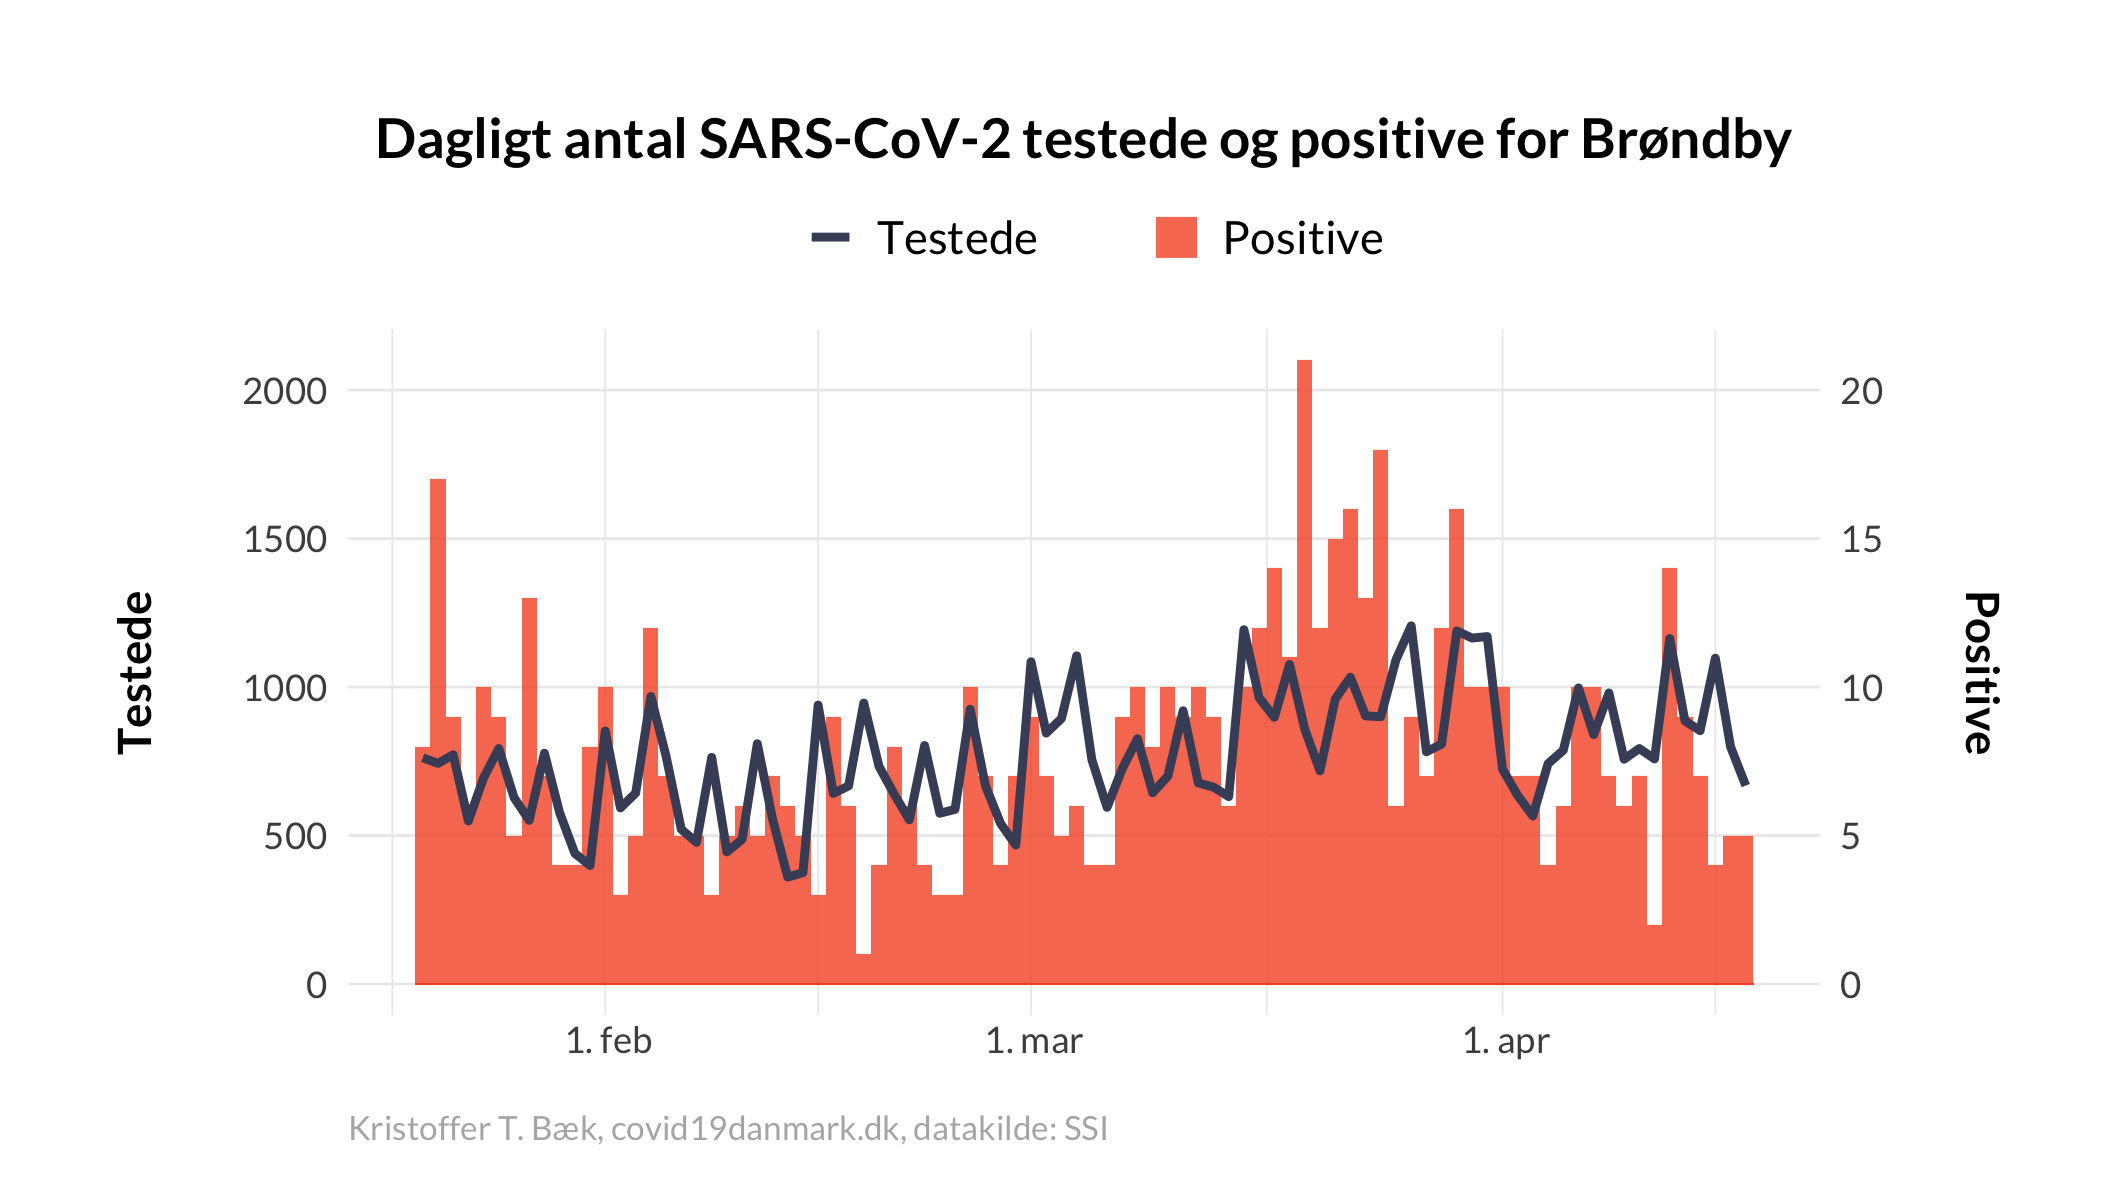 Dagligt antal SARS-CoV-2 testede og positive for Brøndby
Testede
Positive
2000
1500
1000
500
0
20
15
10
5
0
Testede
Positive
1. feb
1. mar
1. apr
Kristoffer T. Bæk, covid19danmark.dk, datakilde: SSI